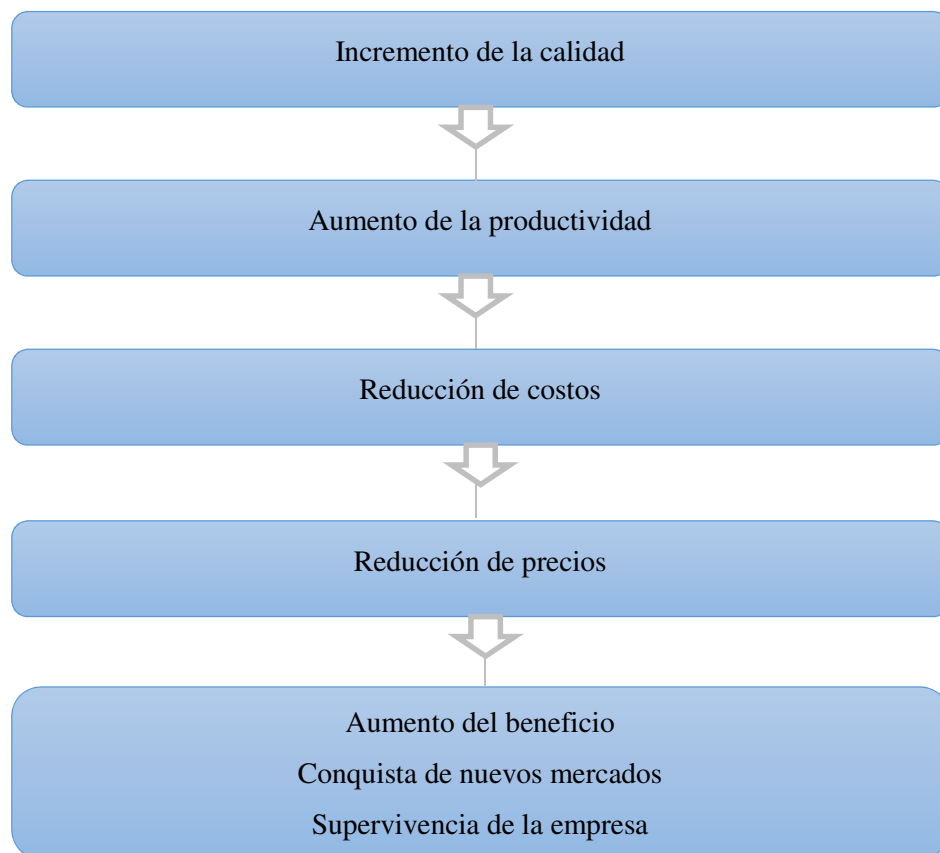 Incremento de la calidad
Aumento de la productividad
Reducción de costos
Reducción de precios
Aumento del beneficio
Conquista de nuevos mercados
Supervivencia de la empresa